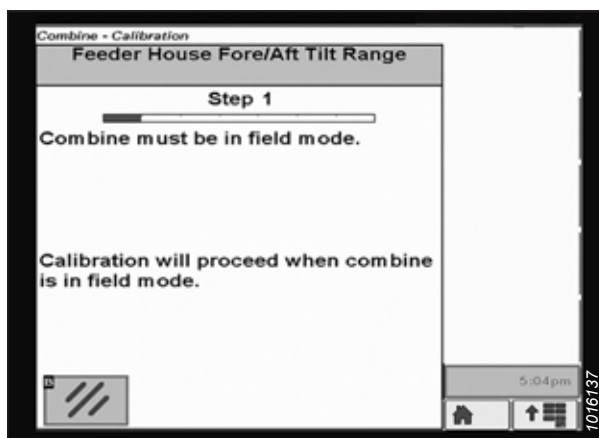 Combine - Calibration
Feeder House Fore/Aft Tilt Range
Step 1
Combine must be in field mode.
Calibration will proceed when combine
is in field mode.
5:04pm
1016137